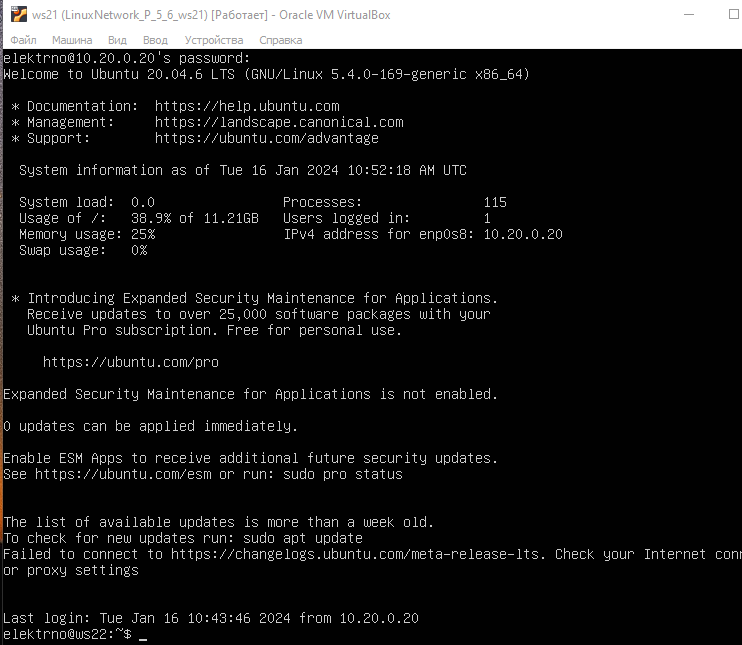 ws21 (LinuxNetwork_P_5_6_ws21) [Работает] - Oracle VM VirtualBox
Файл Машина Вид Ввод Устройства Справка
elektrno@10.20.0.20's password:
Welcome to Ubuntu 20.04.6 LTS (GNU/Linux 5.4.0-169-generic x86_64)
* Documentation: https://help.ubuntu.com
* Management: https://landscape.canonical.com
* Support: https://ubuntu.com/advantage
System information as of Tue 16 Jan 2024 10:52:18 AM UTC
System load: 0.0 Processes: 115
Usage of /: 38.9% of 11.21GB Users logged in: 1
Memory usage: 25% IPv4 address for enp0s8: 10.20.0.20
Swap usage: 0%
* Introducing Expanded Security Maintenance for Applications.
Receive updates to over 25,000 software packages with your
Ubuntu Pro subscription. Free for personal use.
https://ubuntu.com/pro
Expanded Security Maintenance for Applications is not enabled.
0 updates can be applied immediately.
Enable ESM Apps to receive additional future security updates.
See https://ubuntu.com/esm or run: sudo pro status
The list of available updates is more than a week old.
To check for new updates run: sudo apt update
Failed to connect to https://changelogs.ubuntu.com/meta-release-lts. Check your Internet conn
or proxy settings
Last login: Tue Jan 16 10:43:46 2024 from 10.20.0.20
elektrno@ws22:~$ _